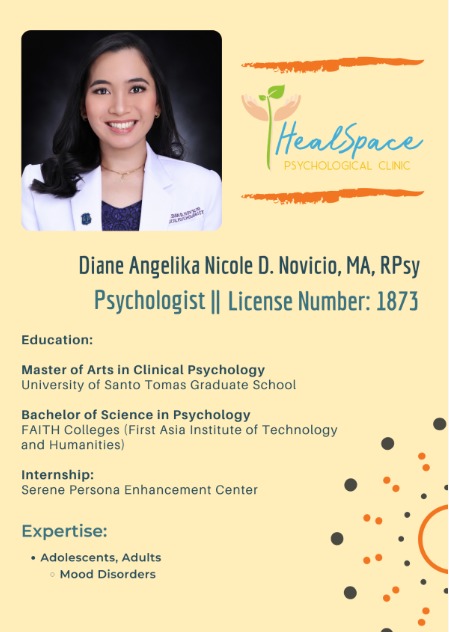 HealSpace
PSYCHOLOGICAL CLINIC
Diane Angelika Nicole D. Novicio, MA, RPsy
Psychologist || License Number: 1873
Education:
Master of Arts in Clinical Psychology
University of Santo Tomas Graduate School
Bachelor of Science in Psychology
FAITH Colleges (First Asia Institute of Technology
and Humanities)
Internship:
Serene Persona Enhancement Center
Expertise:
• Adolescents, Adults
○ Mood Disorders